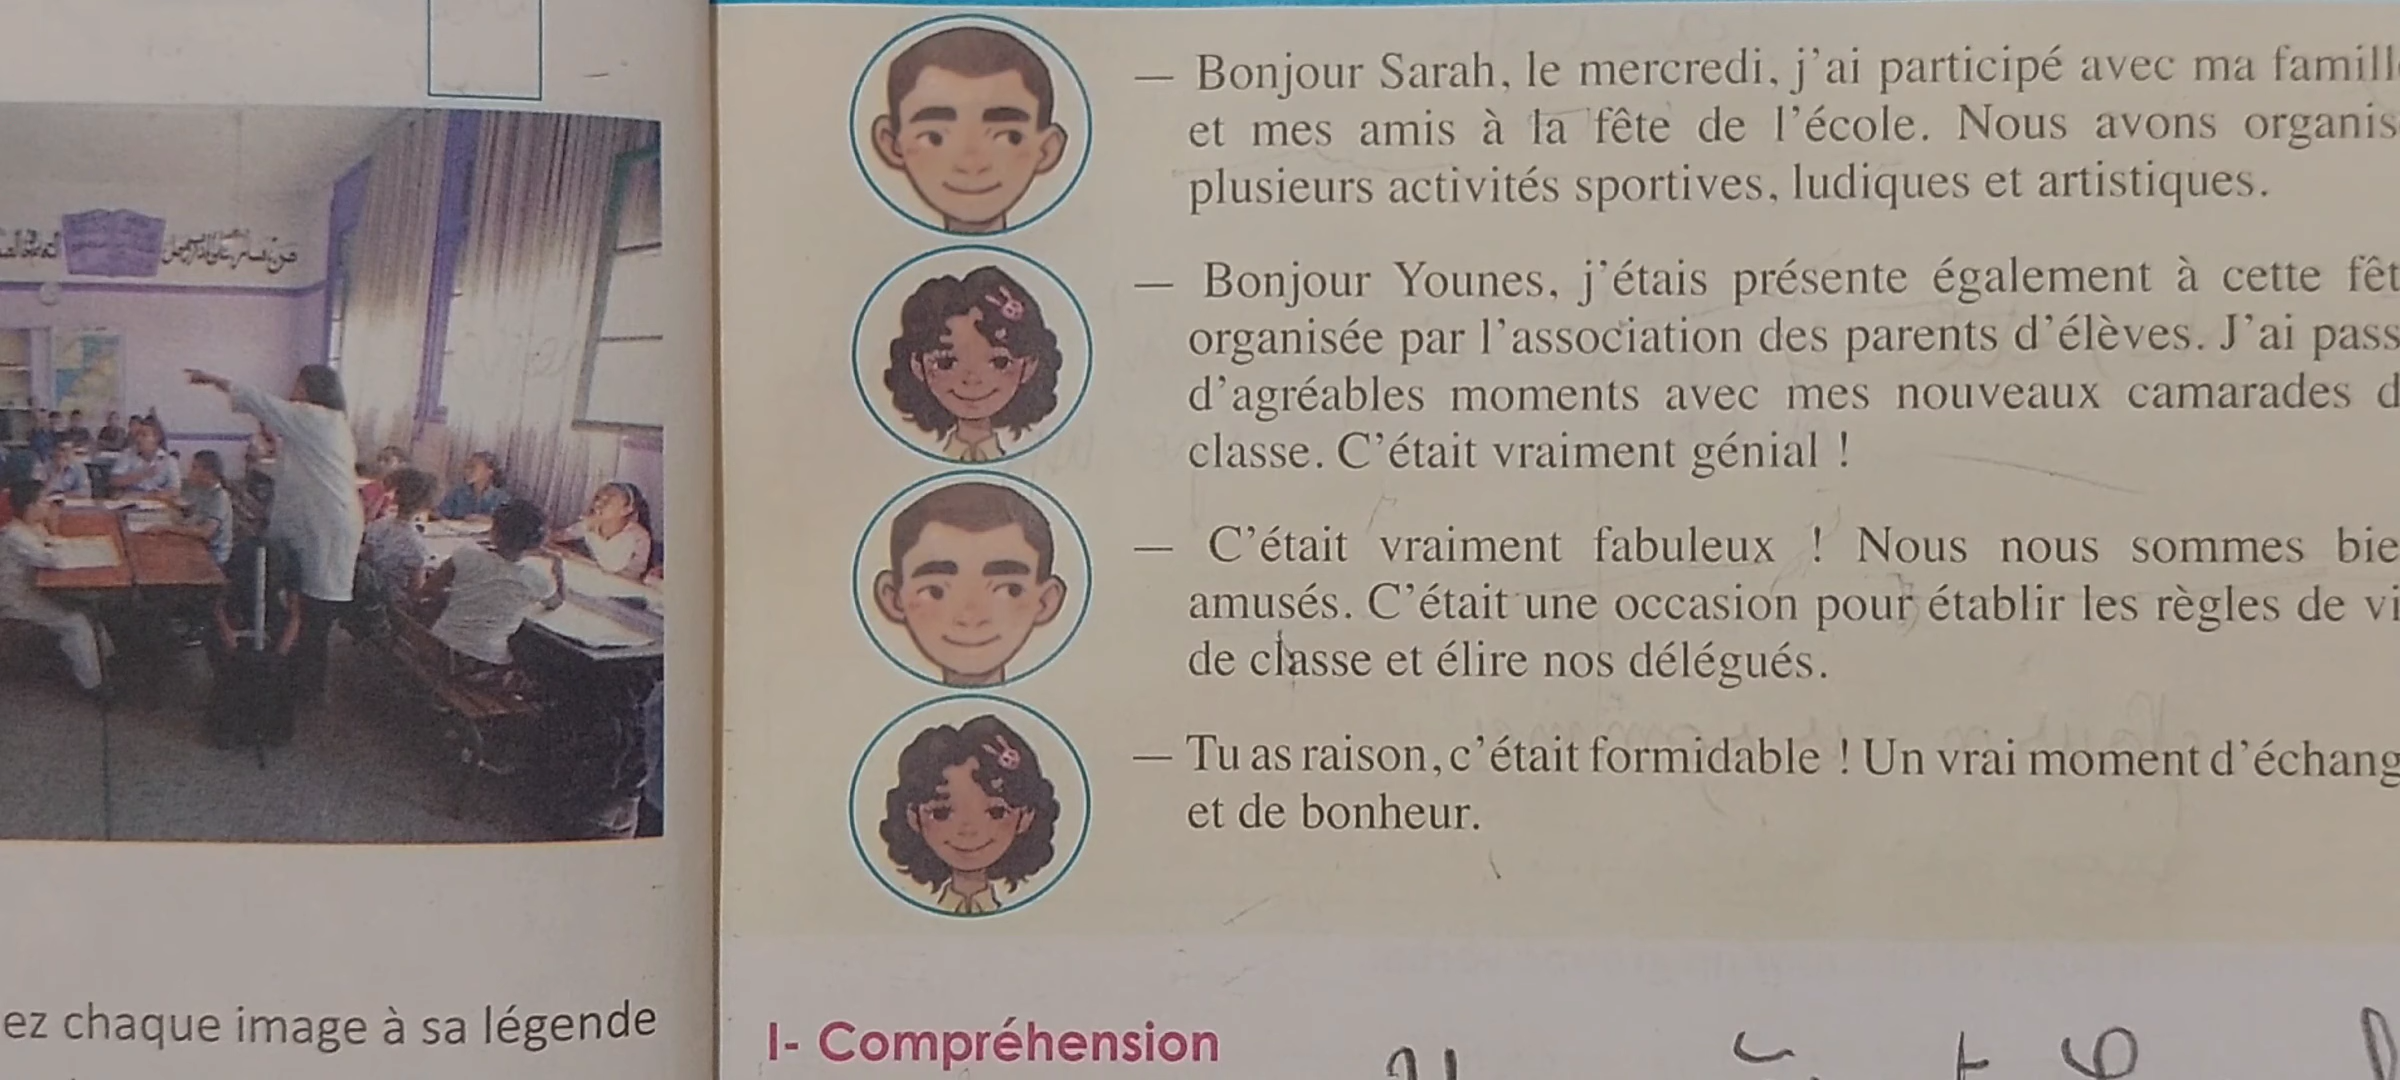 ez chaque image à sa légende
— Bonjour Sarah, le mercredi, j'ai participé avec ma famill
et mes amis à la fête de l'école. Nous avons organis
plusieurs activités sportives, ludiques et artistiques.
— Bonjour Younes, j'étais présente également à cette fêt
organisée par l'association des parents d'élèves. J'ai pass
d'agréables moments avec mes nouveaux camarades d
classe. C'était vraiment génial !
— C'était vraiment fabuleux ! Nous nous sommes bie
amusés. C'était une occasion pour établir les règles de vi
de classe et élire nos délégués.
— Tu as raison, c'était formidable ! Un vrai moment d'échang
et de bonheur.
I- Compréhension